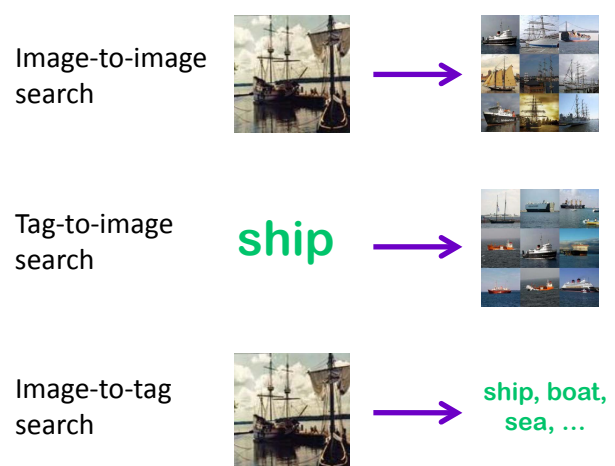 Image-to-image
search
Tag-to-image
search
ship
Image-to-tag
search
ship, boat,
sea, …